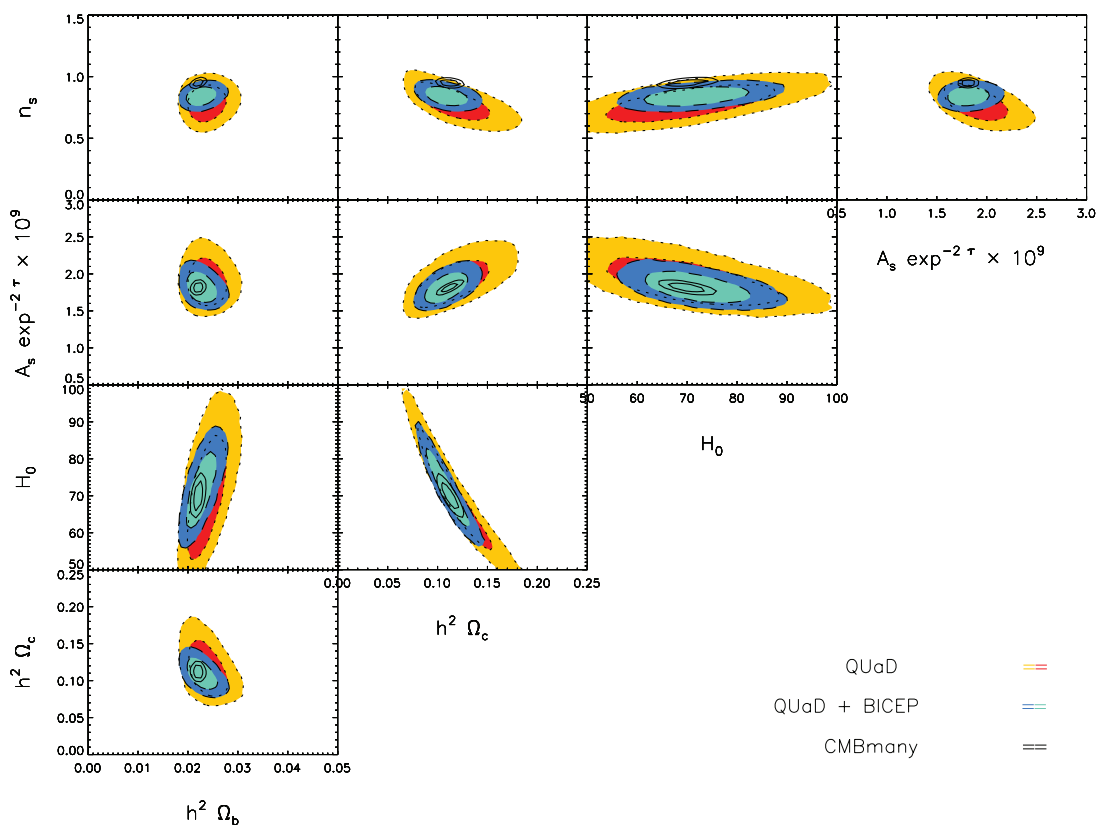 1.5
1.0
0.5
0.0
n_s
3.0
2.5
2.0
1.5
1.0
0.5
A_s exp^{-2 τ} × 10^9
0.5 1.0 1.5 2.0 2.5 3.0
A_s exp^{-2 τ} × 10^9
100
90
80
70
60
50
H_0
50 60 70 80 90 100
H_0
0.25
0.20
0.15
0.10
0.05
0.00
h^2 Ω_c
0.00 0.05 0.10 0.15 0.20 0.25
h^2 Ω_c
QUaD
QUaD + BICEP
CMBmany
0.00 0.01 0.02 0.03 0.04 0.05
h^2 Ω_b